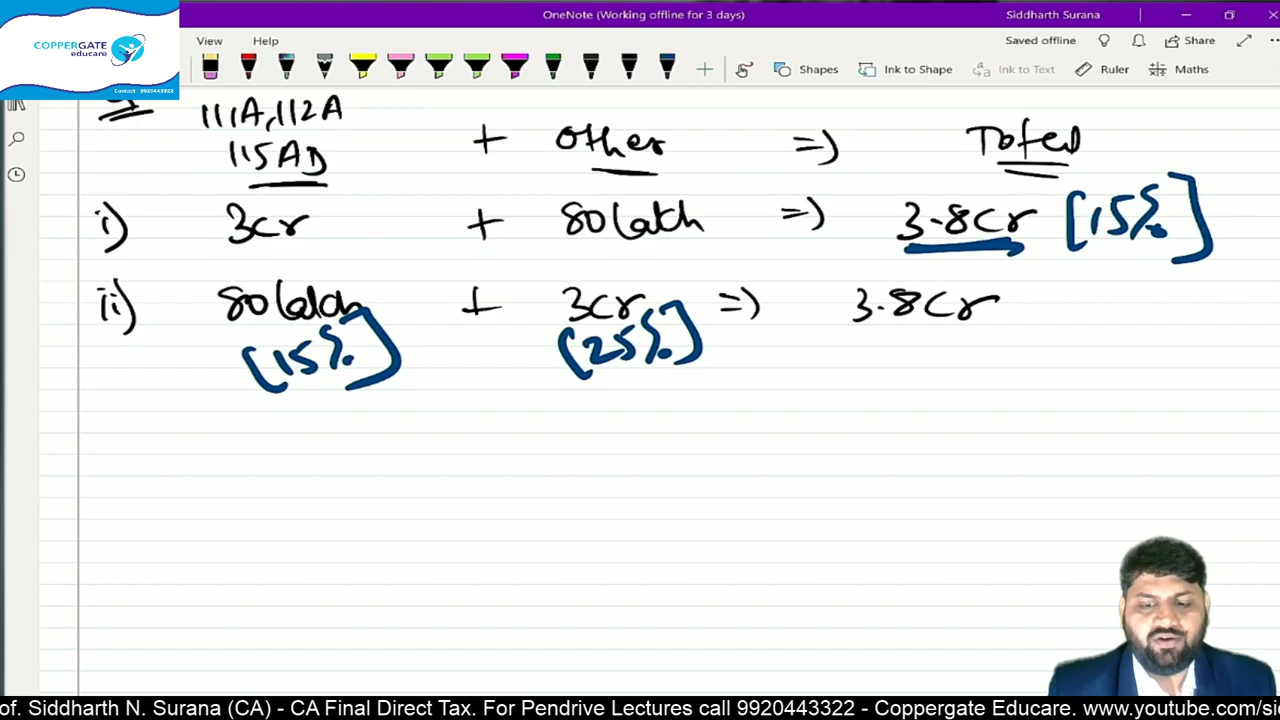 OneNote (Working offline for 3 days)
Siddharth Surana
COPPERGATE
educare
Contact : 9920443922
View Help
Saved offline
Share
Shapes
Ink to Shape
Ink to Text
Ruler
Maths
111A, 112A
115AD + Other => Total
i) 3cr + 80 lakh => 3.8Cr [15%]
ii) 80 lakh + 3cr => 3.8Cr
[15%] [25%]
of. Siddharth N. Surana (CA) - CA Final Direct Tax. For Pendrive Lectures call 9920443322 - Coppergate Educare. www.youtube.com/si